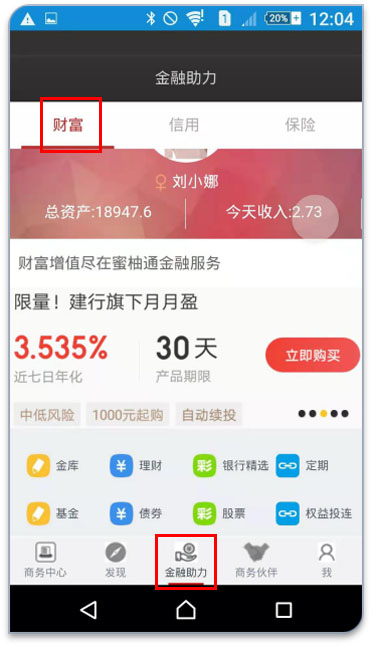 20% 12:04
金融助力
财富 信用 保险
♀ 刘小娜
总资产:18947.6 今天收入:2.73
财富增值尽在蜜柚通金融服务
限量！建行旗下月月盈
3.535% 30天 立即购买
近七日年化 产品期限
中低风险 1000元起购 自动续投
金库 理财 银行精选 定期
基金 债劵 股票 权益投连
商务中心 发现 金融助力 商务伙伴 我